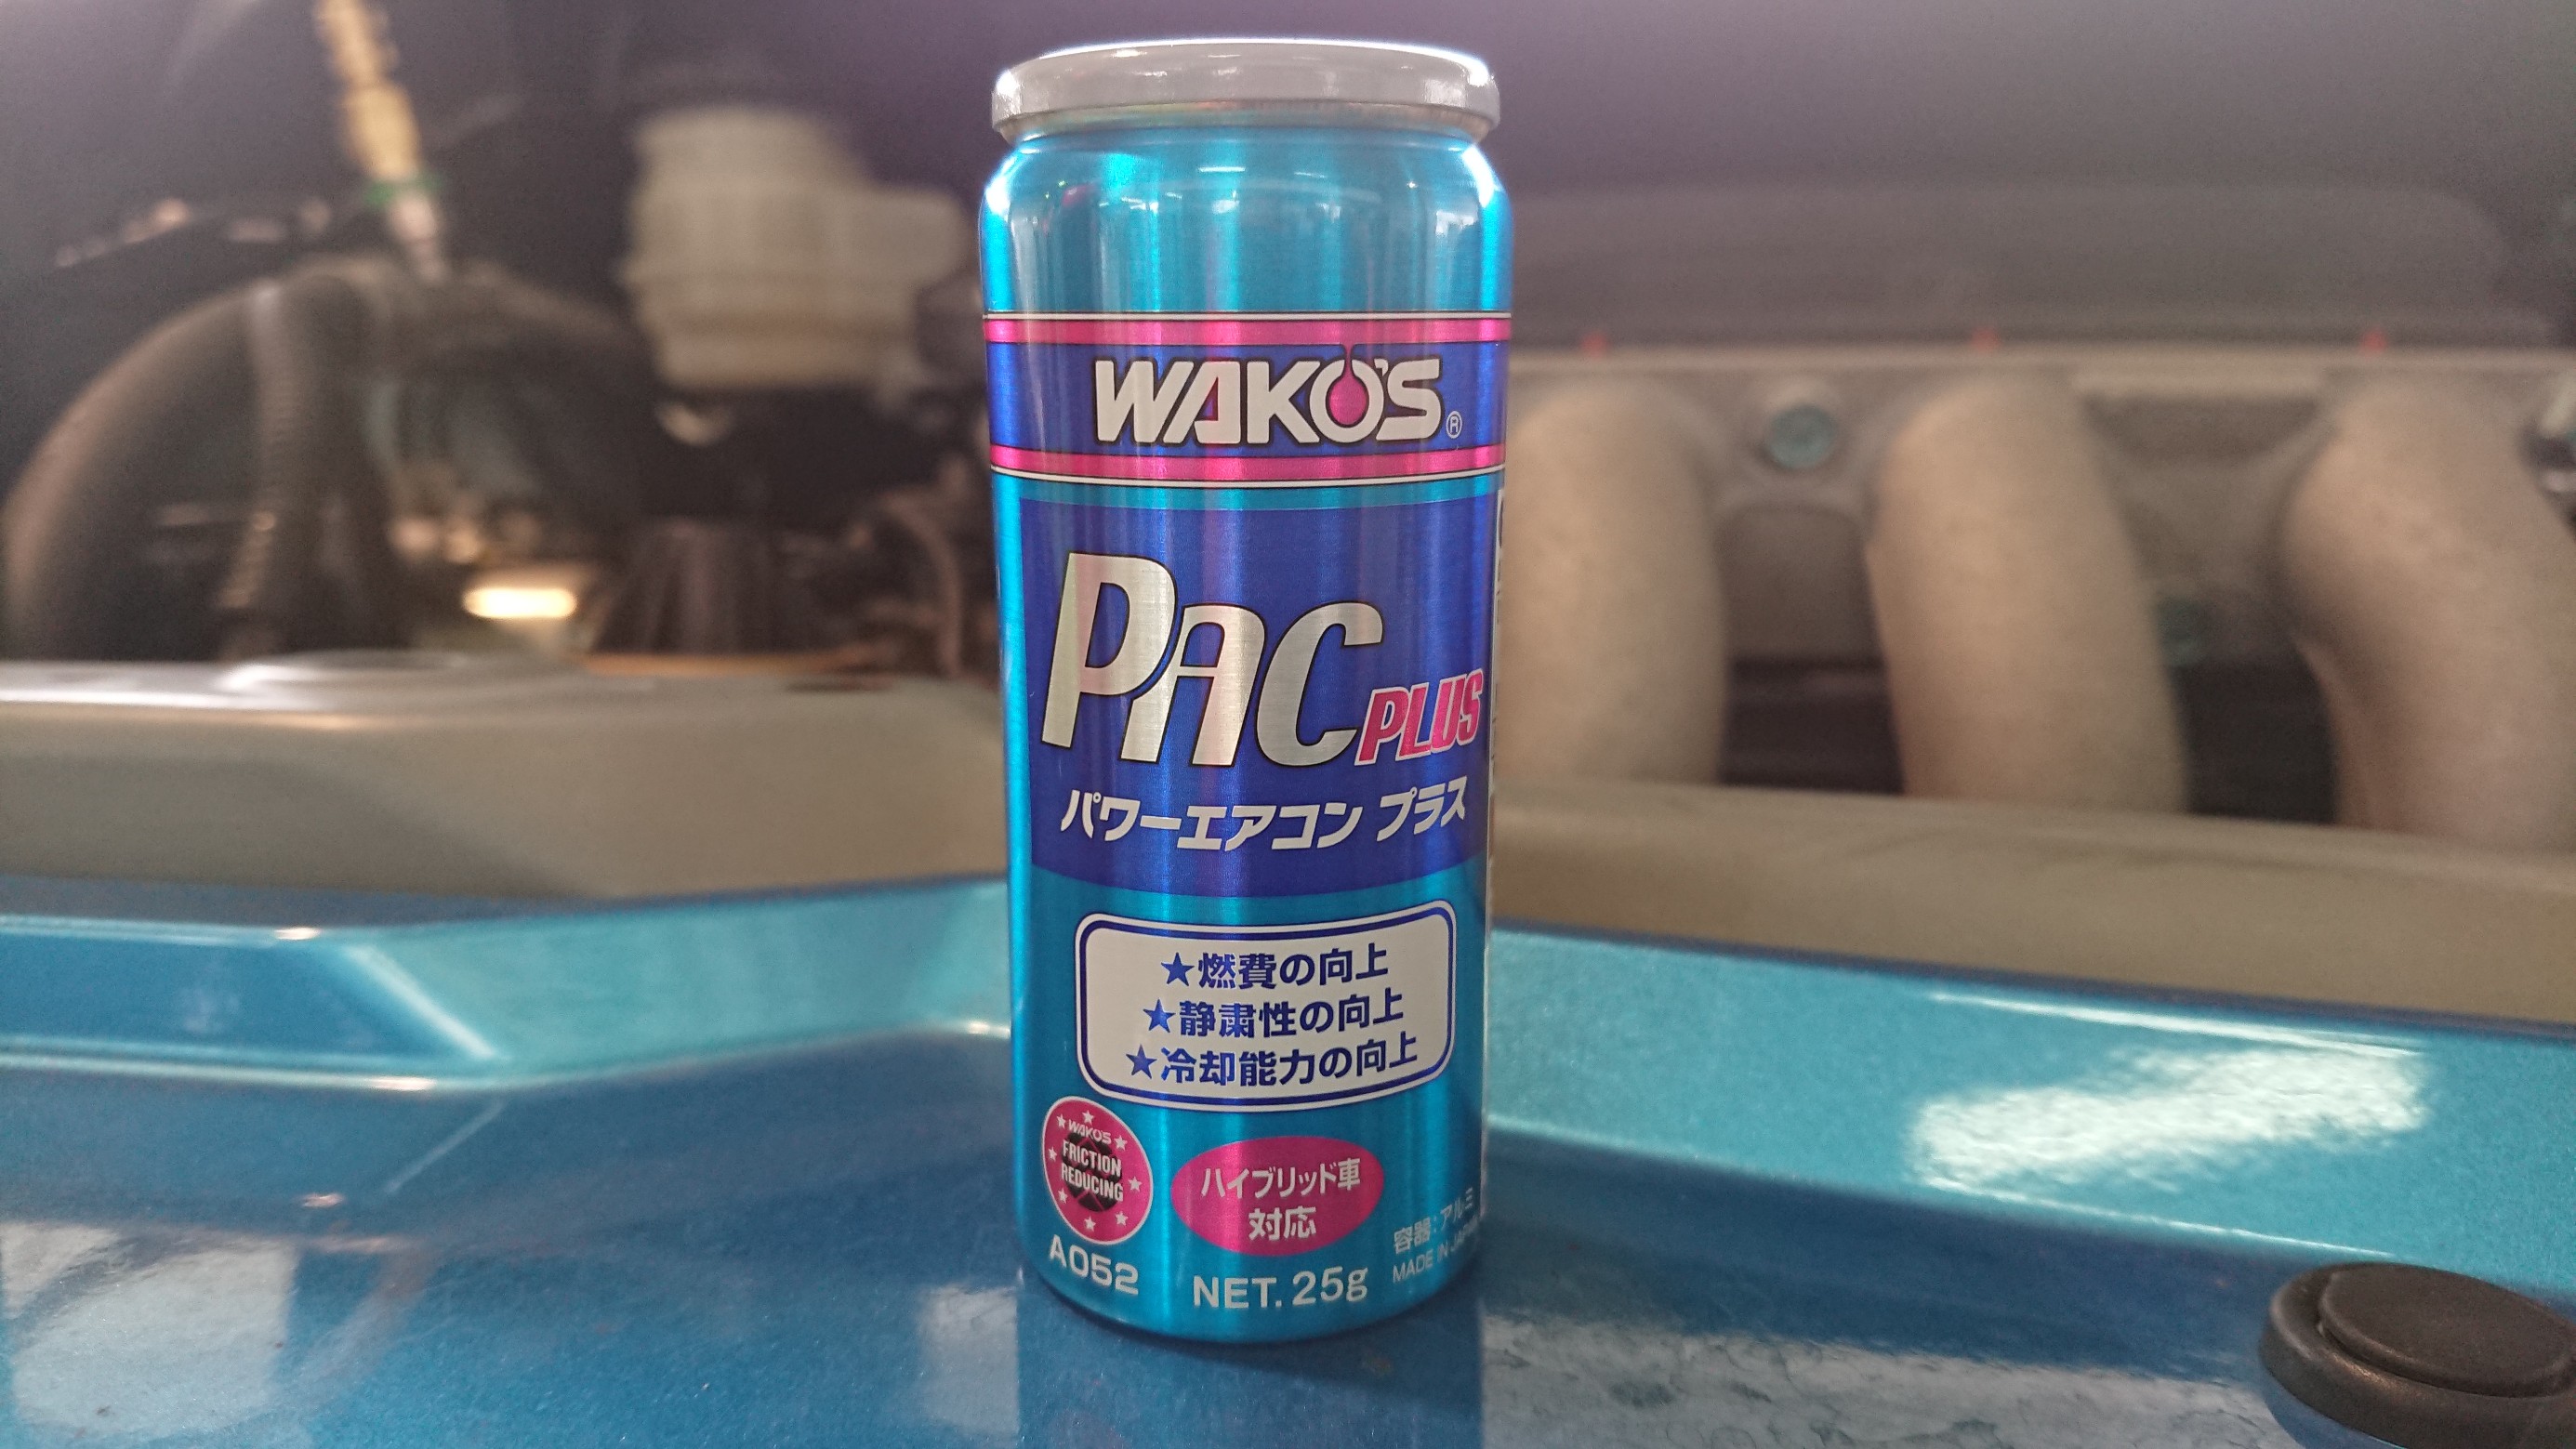 WAKO'S®
PAC PLUS
パワーエアコン プラス
★燃費の向上
★静粛性の向上
★冷却能力の向上
WAKO'S
FRICTION
REDUCING
ハイブリッド車
対応
A052
NET. 25g
容器:アルミ
MADE IN JAPAN